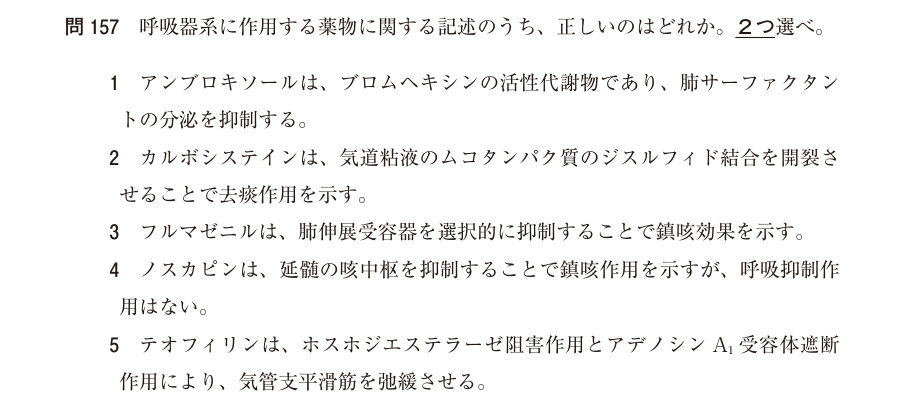 問 157　呼吸器系に作用する薬物に関する記述のうち、正しいのはどれか。２つ選べ。
1　アンブロキソールは、ブロムヘキシンの活性代謝物であり、肺サーファクタン
トの分泌を抑制する。
2　カルボシステインは、気道粘液のムコタンパク質のジスルフィド結合を開裂さ
せることで去痰作用を示す。
3　フルマゼニルは、肺伸展受容器を選択的に抑制することで鎮咳効果を示す。
4　ノスカピンは、延髄の咳中枢を抑制することで鎮咳作用を示すが、呼吸抑制作
用はない。
5　テオフィリンは、ホスホジエステラーゼ阻害作用とアデノシン A₁ 受容体遮断
作用により、気管支平滑筋を弛緩させる。